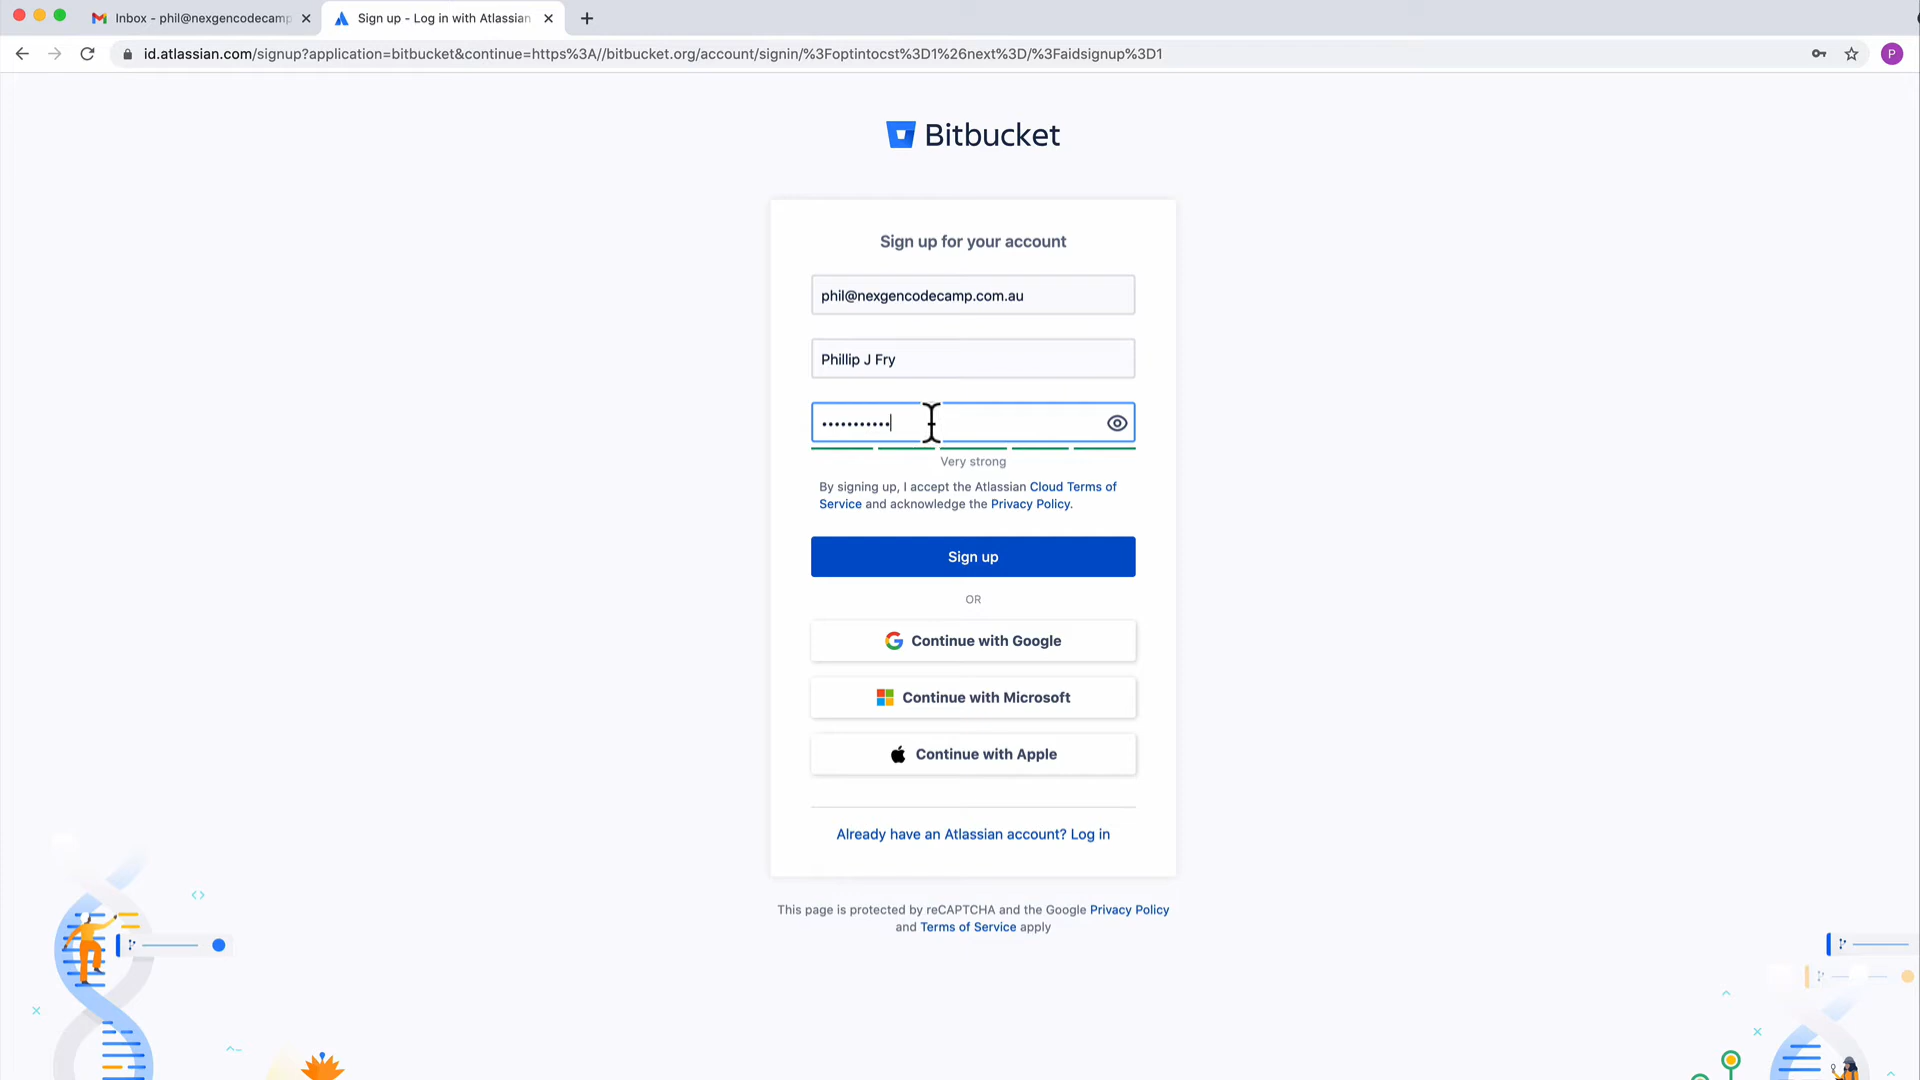 Inbox - phil@nexgencodecamp
Sign up - Log in with Atlassian
id.atlassian.com/signup?application=bitbucket&continue=https%3A//bitbucket.org/account/signin/%3Foptintocst%3D1%26next%3D/%3Faidsignup%3D1
P
Bitbucket
Sign up for your account
phil@nexgencodecamp.com.au
Phillip J Fry
•••••••••••
Very strong
By signing up, I accept the Atlassian Cloud Terms of
Service and acknowledge the Privacy Policy.
Sign up
OR
Continue with Google
Continue with Microsoft
Continue with Apple
Already have an Atlassian account? Log in
This page is protected by reCAPTCHA and the Google Privacy Policy
and Terms of Service apply